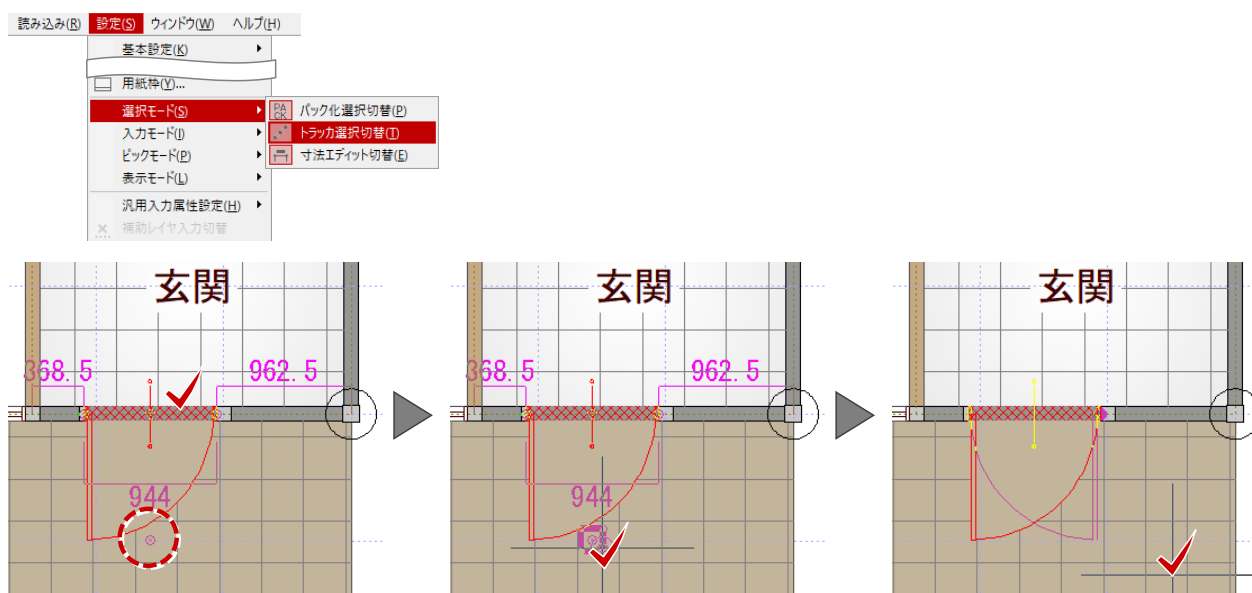 読み込み(R) 設定(S) ウィンドウ(W) ヘルプ(H)
基本設定(K)
用紙枠(Y)...
選択モード(S)
入力モード(I)
ピックモード(P)
表示モード(L)
汎用入力属性設定(H)
補助レイヤ入力切替
PACK パック化選択切替(P)
トラッカ選択切替(T)
寸法エディット切替(E)
玄関
368.5
962.5
944
玄関
368.5
962.5
944
玄関